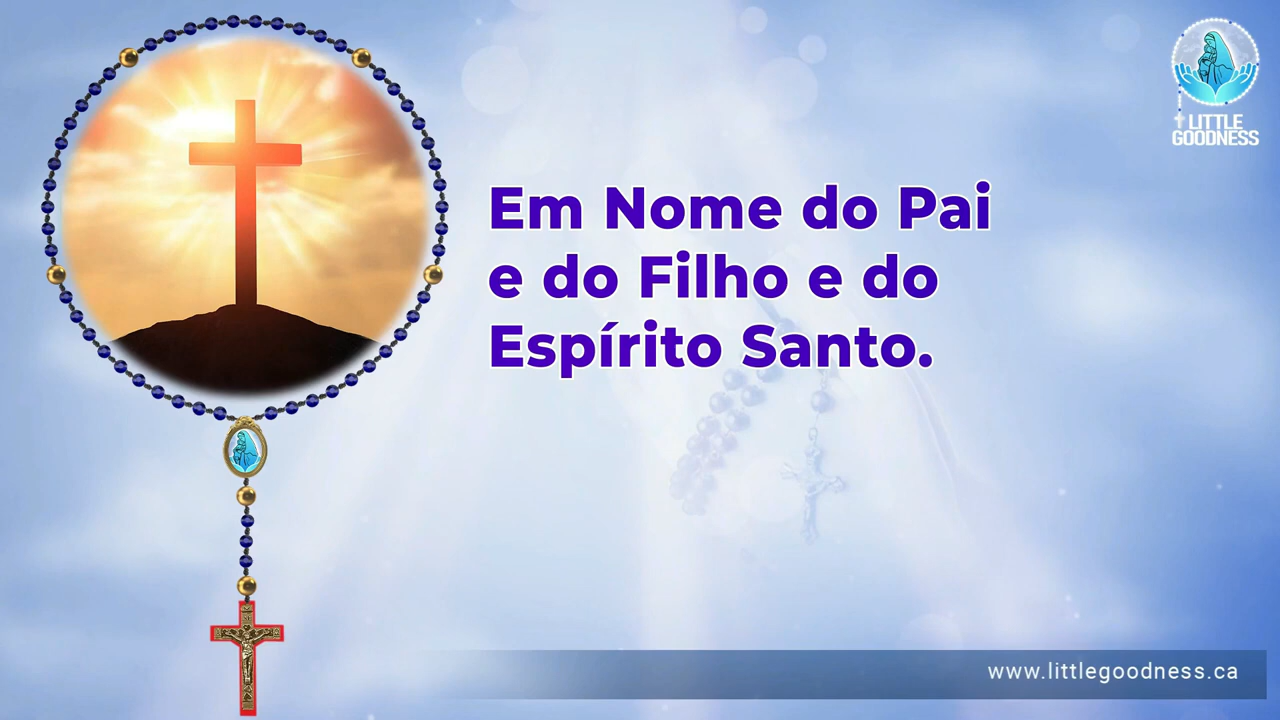 LITTLE
GOODNESS
Em Nome do Pai
e do Filho e do
Espírito Santo.
www.littlegoodness.ca